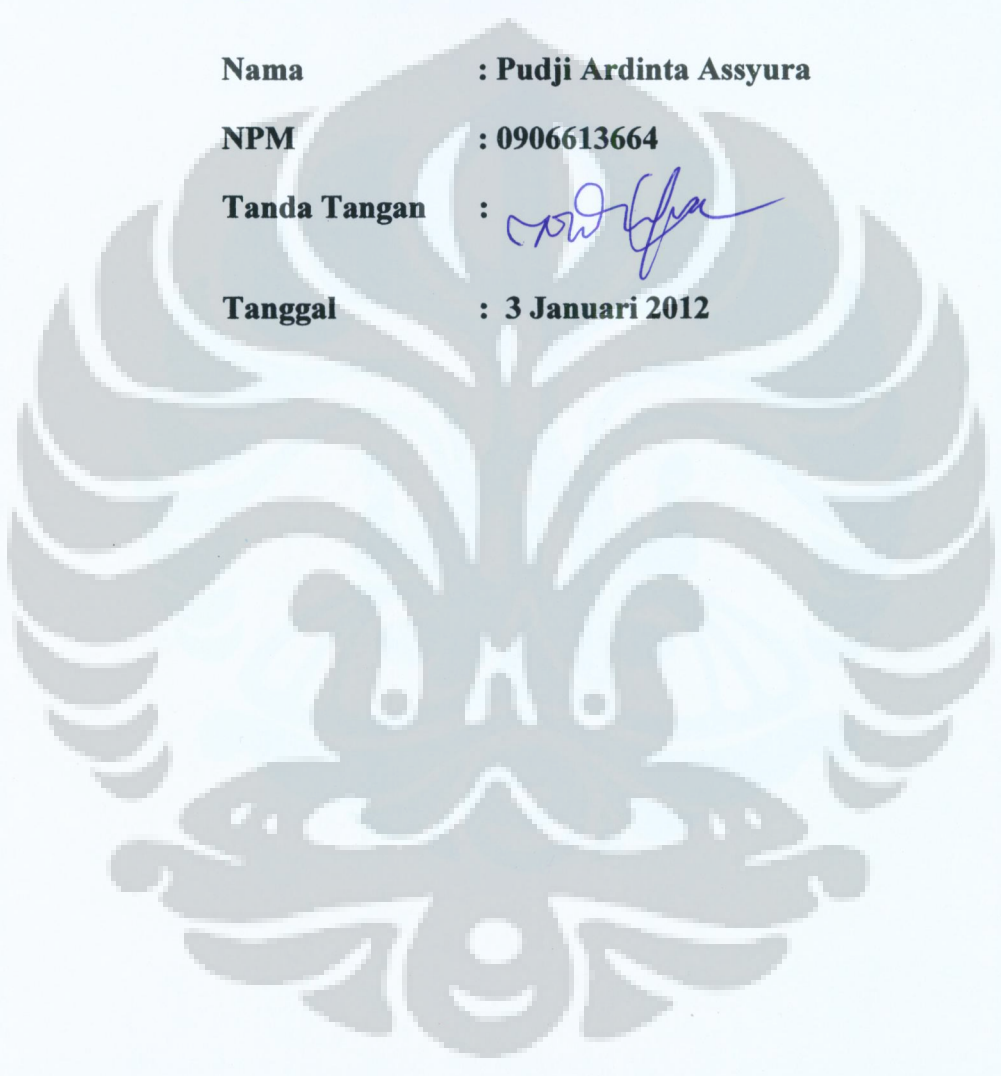 Nama : Pudji Ardinta Assyura
NPM : 0906613664
Tanda Tangan :
Tanggal : 3 Januari 2012